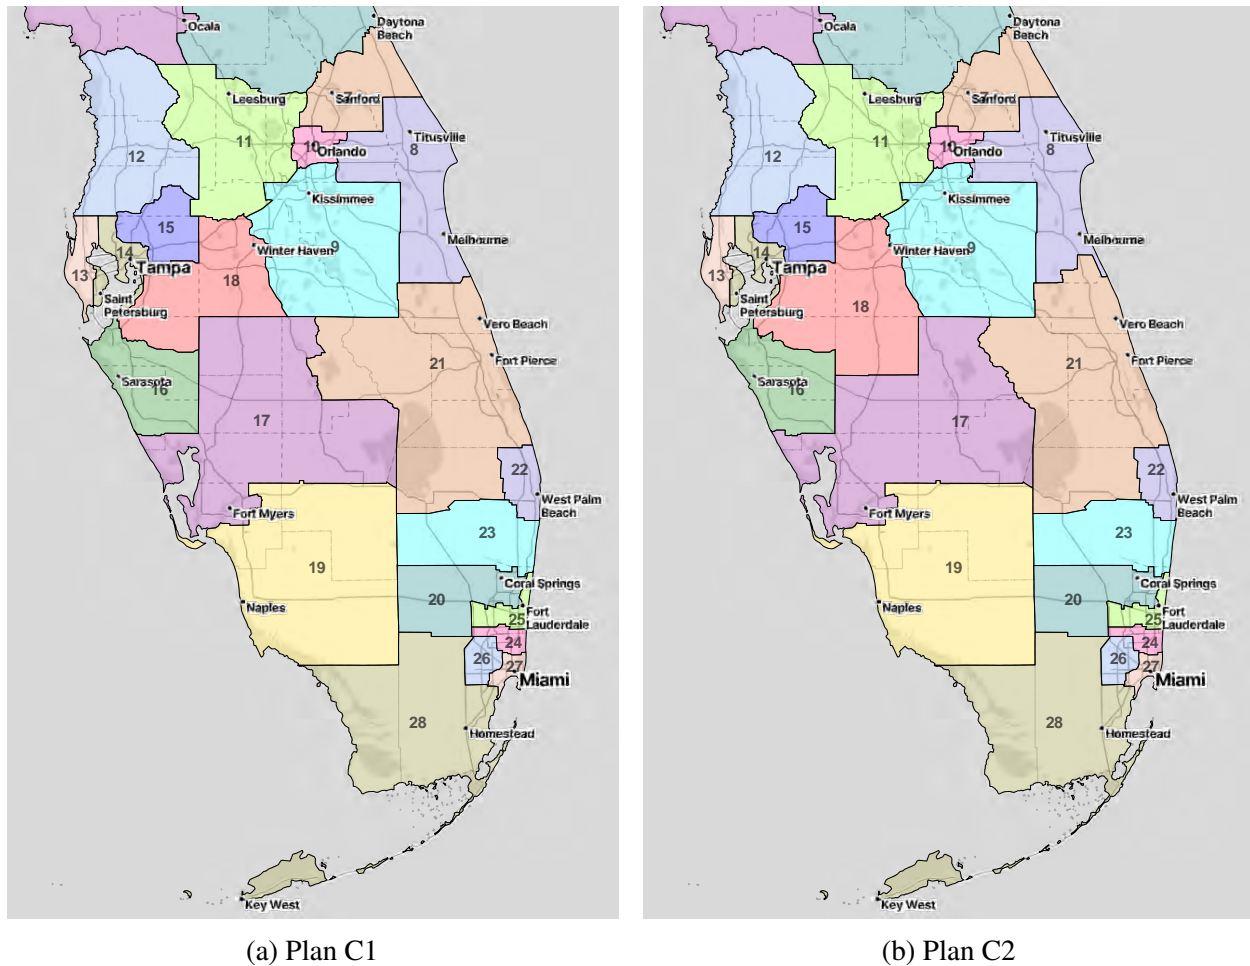 Ocala
Daytona
Beach
Leesburg
7
Sanford
11
12
10
Orlando
Titusville
8
Kissimmee
15
14
Tampa
13
Winter Haven
9
Melbourne
18
Saint
Petersburg
Vero Beach
21
Fort Pierce
Sarasota
16
17
22
Fort Myers
West Palm
Beach
23
19
Coral Springs
20
Naples
Fort
Lauderdale
25
24
26
27
Miami
28
Homestead
Key West
(a) Plan C1
Ocala
Daytona
Beach
Leesburg
7
Sanford
11
12
10
Orlando
Titusville
8
Kissimmee
15
14
Tampa
13
Winter Haven
9
Melbourne
18
Saint
Petersburg
Vero Beach
21
Fort Pierce
Sarasota
16
17
22
Fort Myers
West Palm
Beach
23
19
Coral Springs
20
Naples
Fort
Lauderdale
25
24
26
27
Miami
28
Homestead
Key West
(b) Plan C2